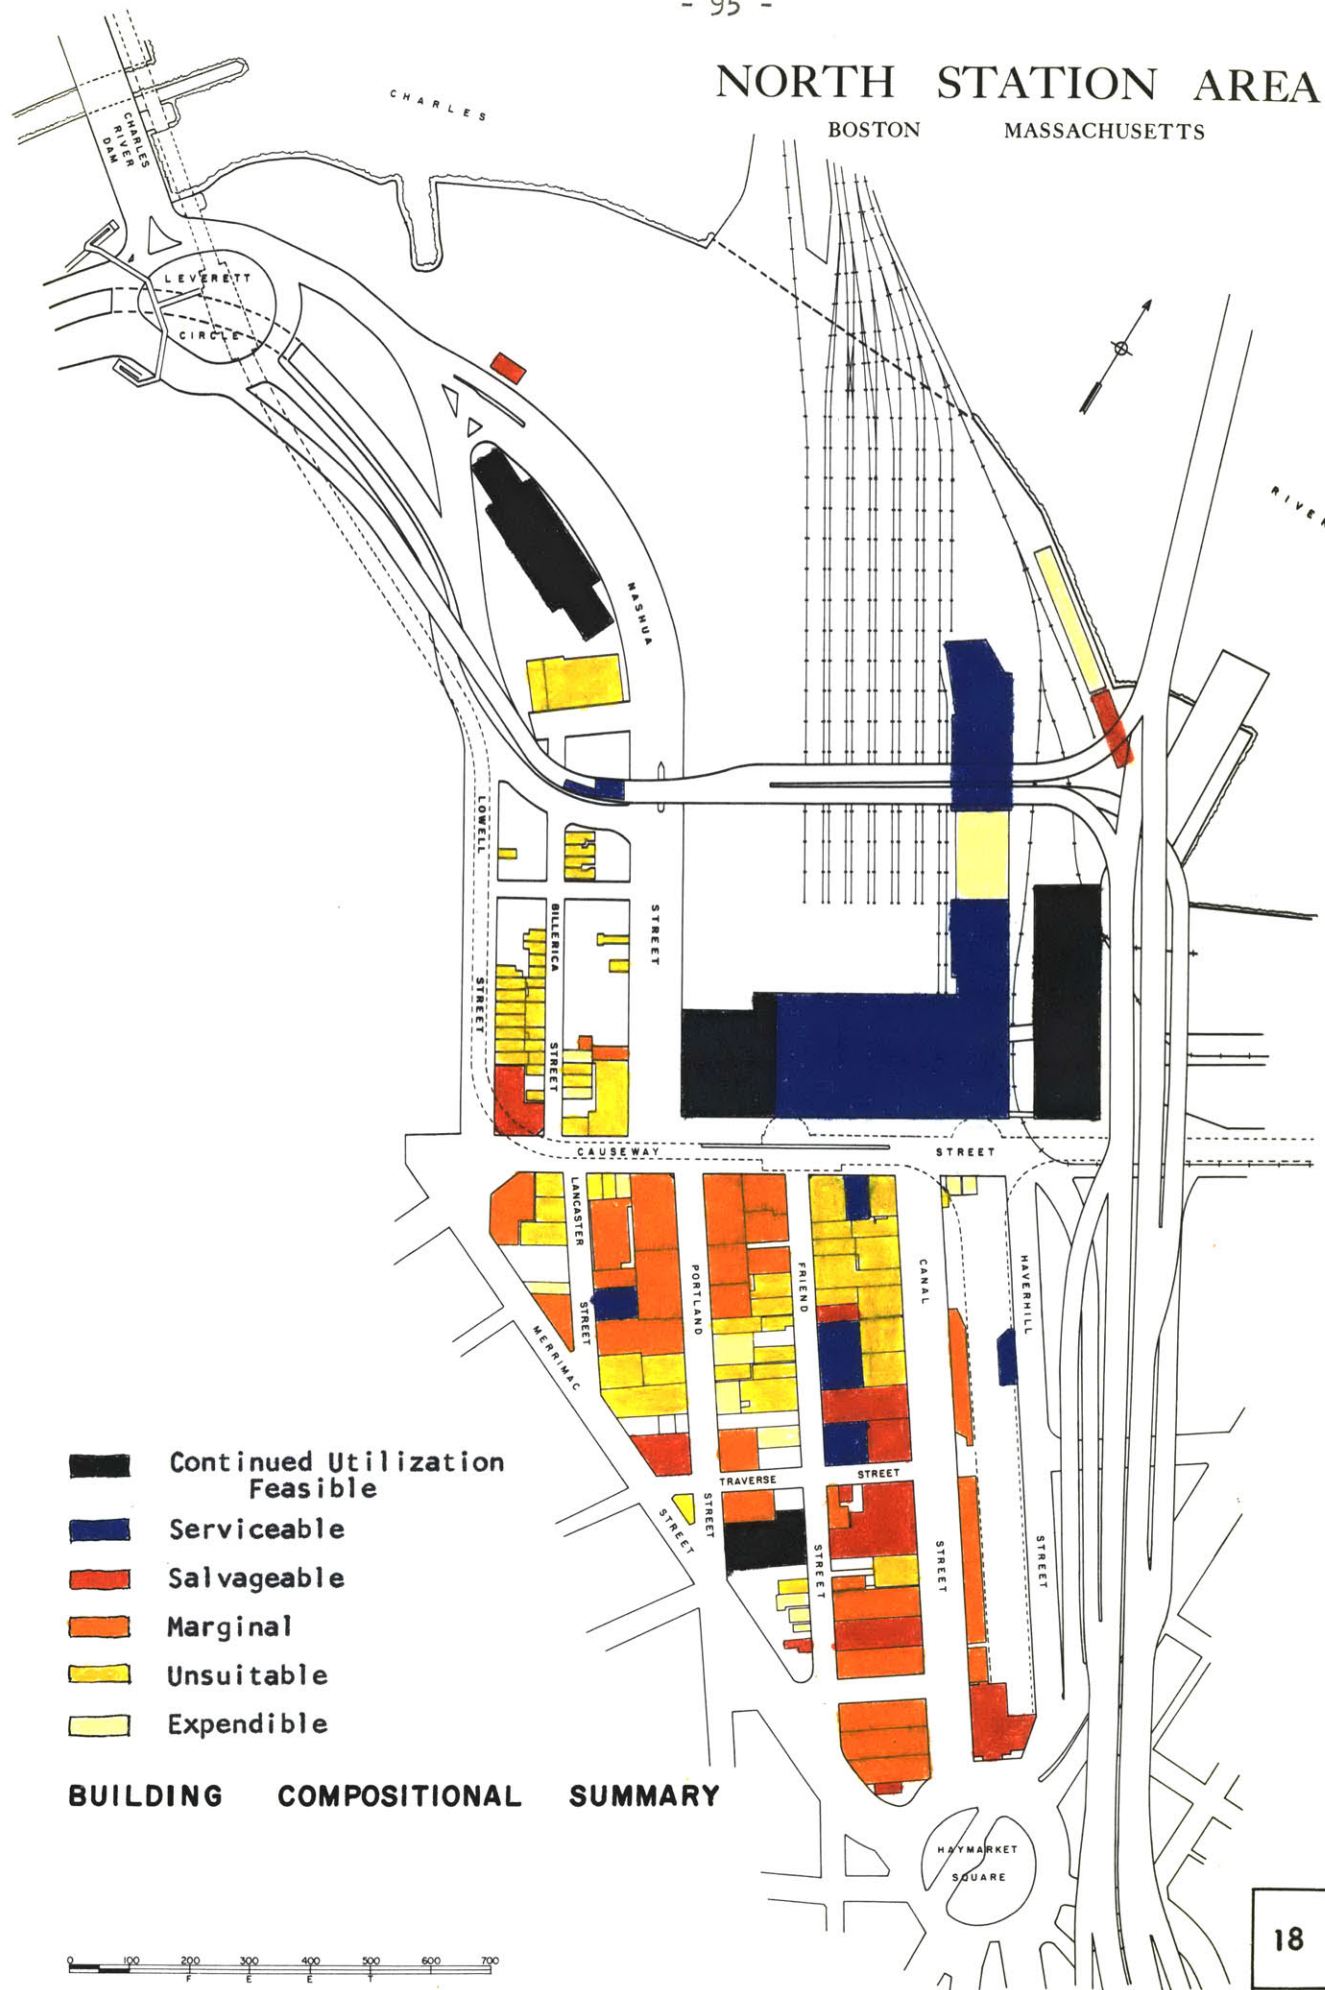 - 95 -
NORTH STATION AREA
BOSTON MASSACHUSETTS
CHARLES
CHARLES
RIVER
DAM
LEVERETT
CIRCLE
RIVER
NASHUA
STREET
LOWELL
STREET
BILLERICA
STREET
CAUSEWAY STREET
LANCASTER
STREET
PORTLAND
STREET
FRIEND
STREET
CANAL
STREET
HAVERHILL
STREET
MERRIMAC
STREET
TRAVERSE STREET
Continued Utilization
Feasible
Serviceable
Salvageable
Marginal
Unsuitable
Expendible
BUILDING COMPOSITIONAL SUMMARY
HAYMARKET
SQUARE
0 100 200 300 400 500 600 700
FEET
18